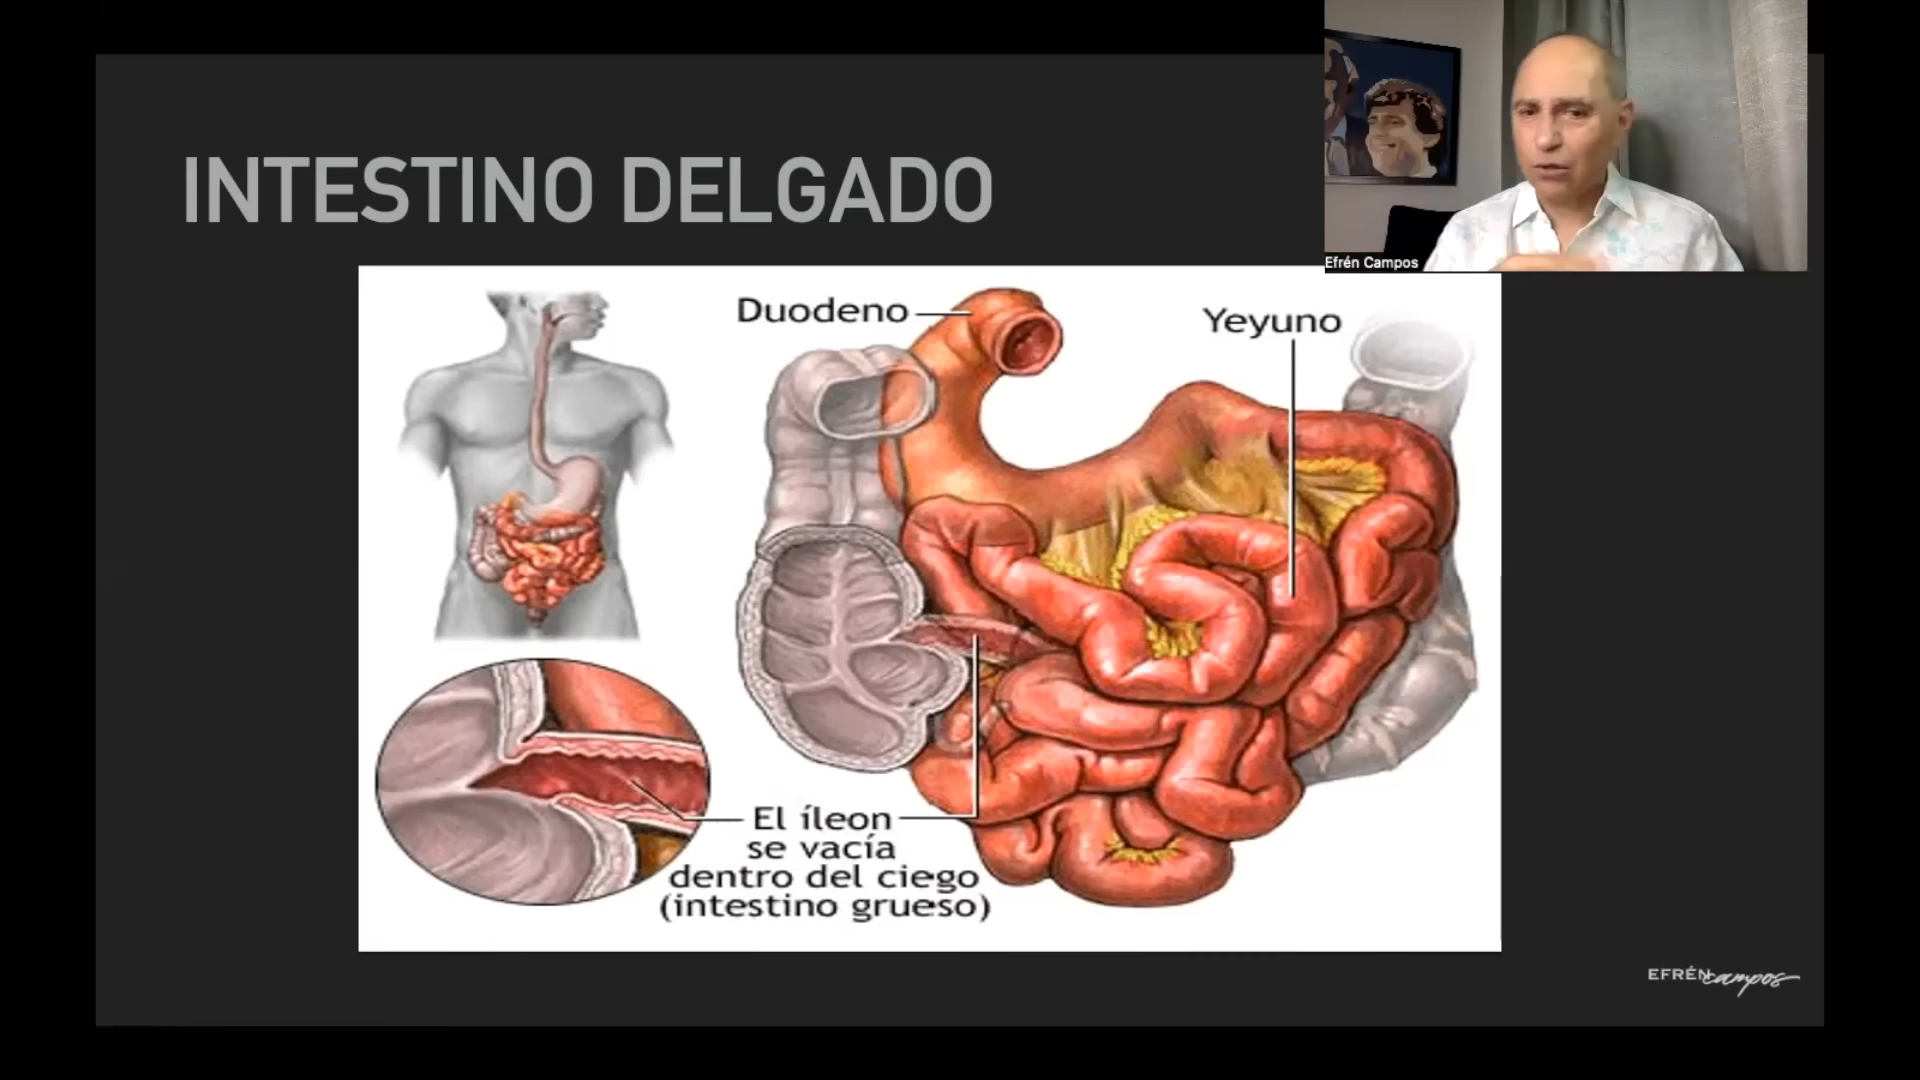 INTESTINO DELGADO
Efrén Campos
Duodeno
Yeyuno
El íleon
se vacía
dentro del ciego
(intestino grueso)
EFRÉN campos